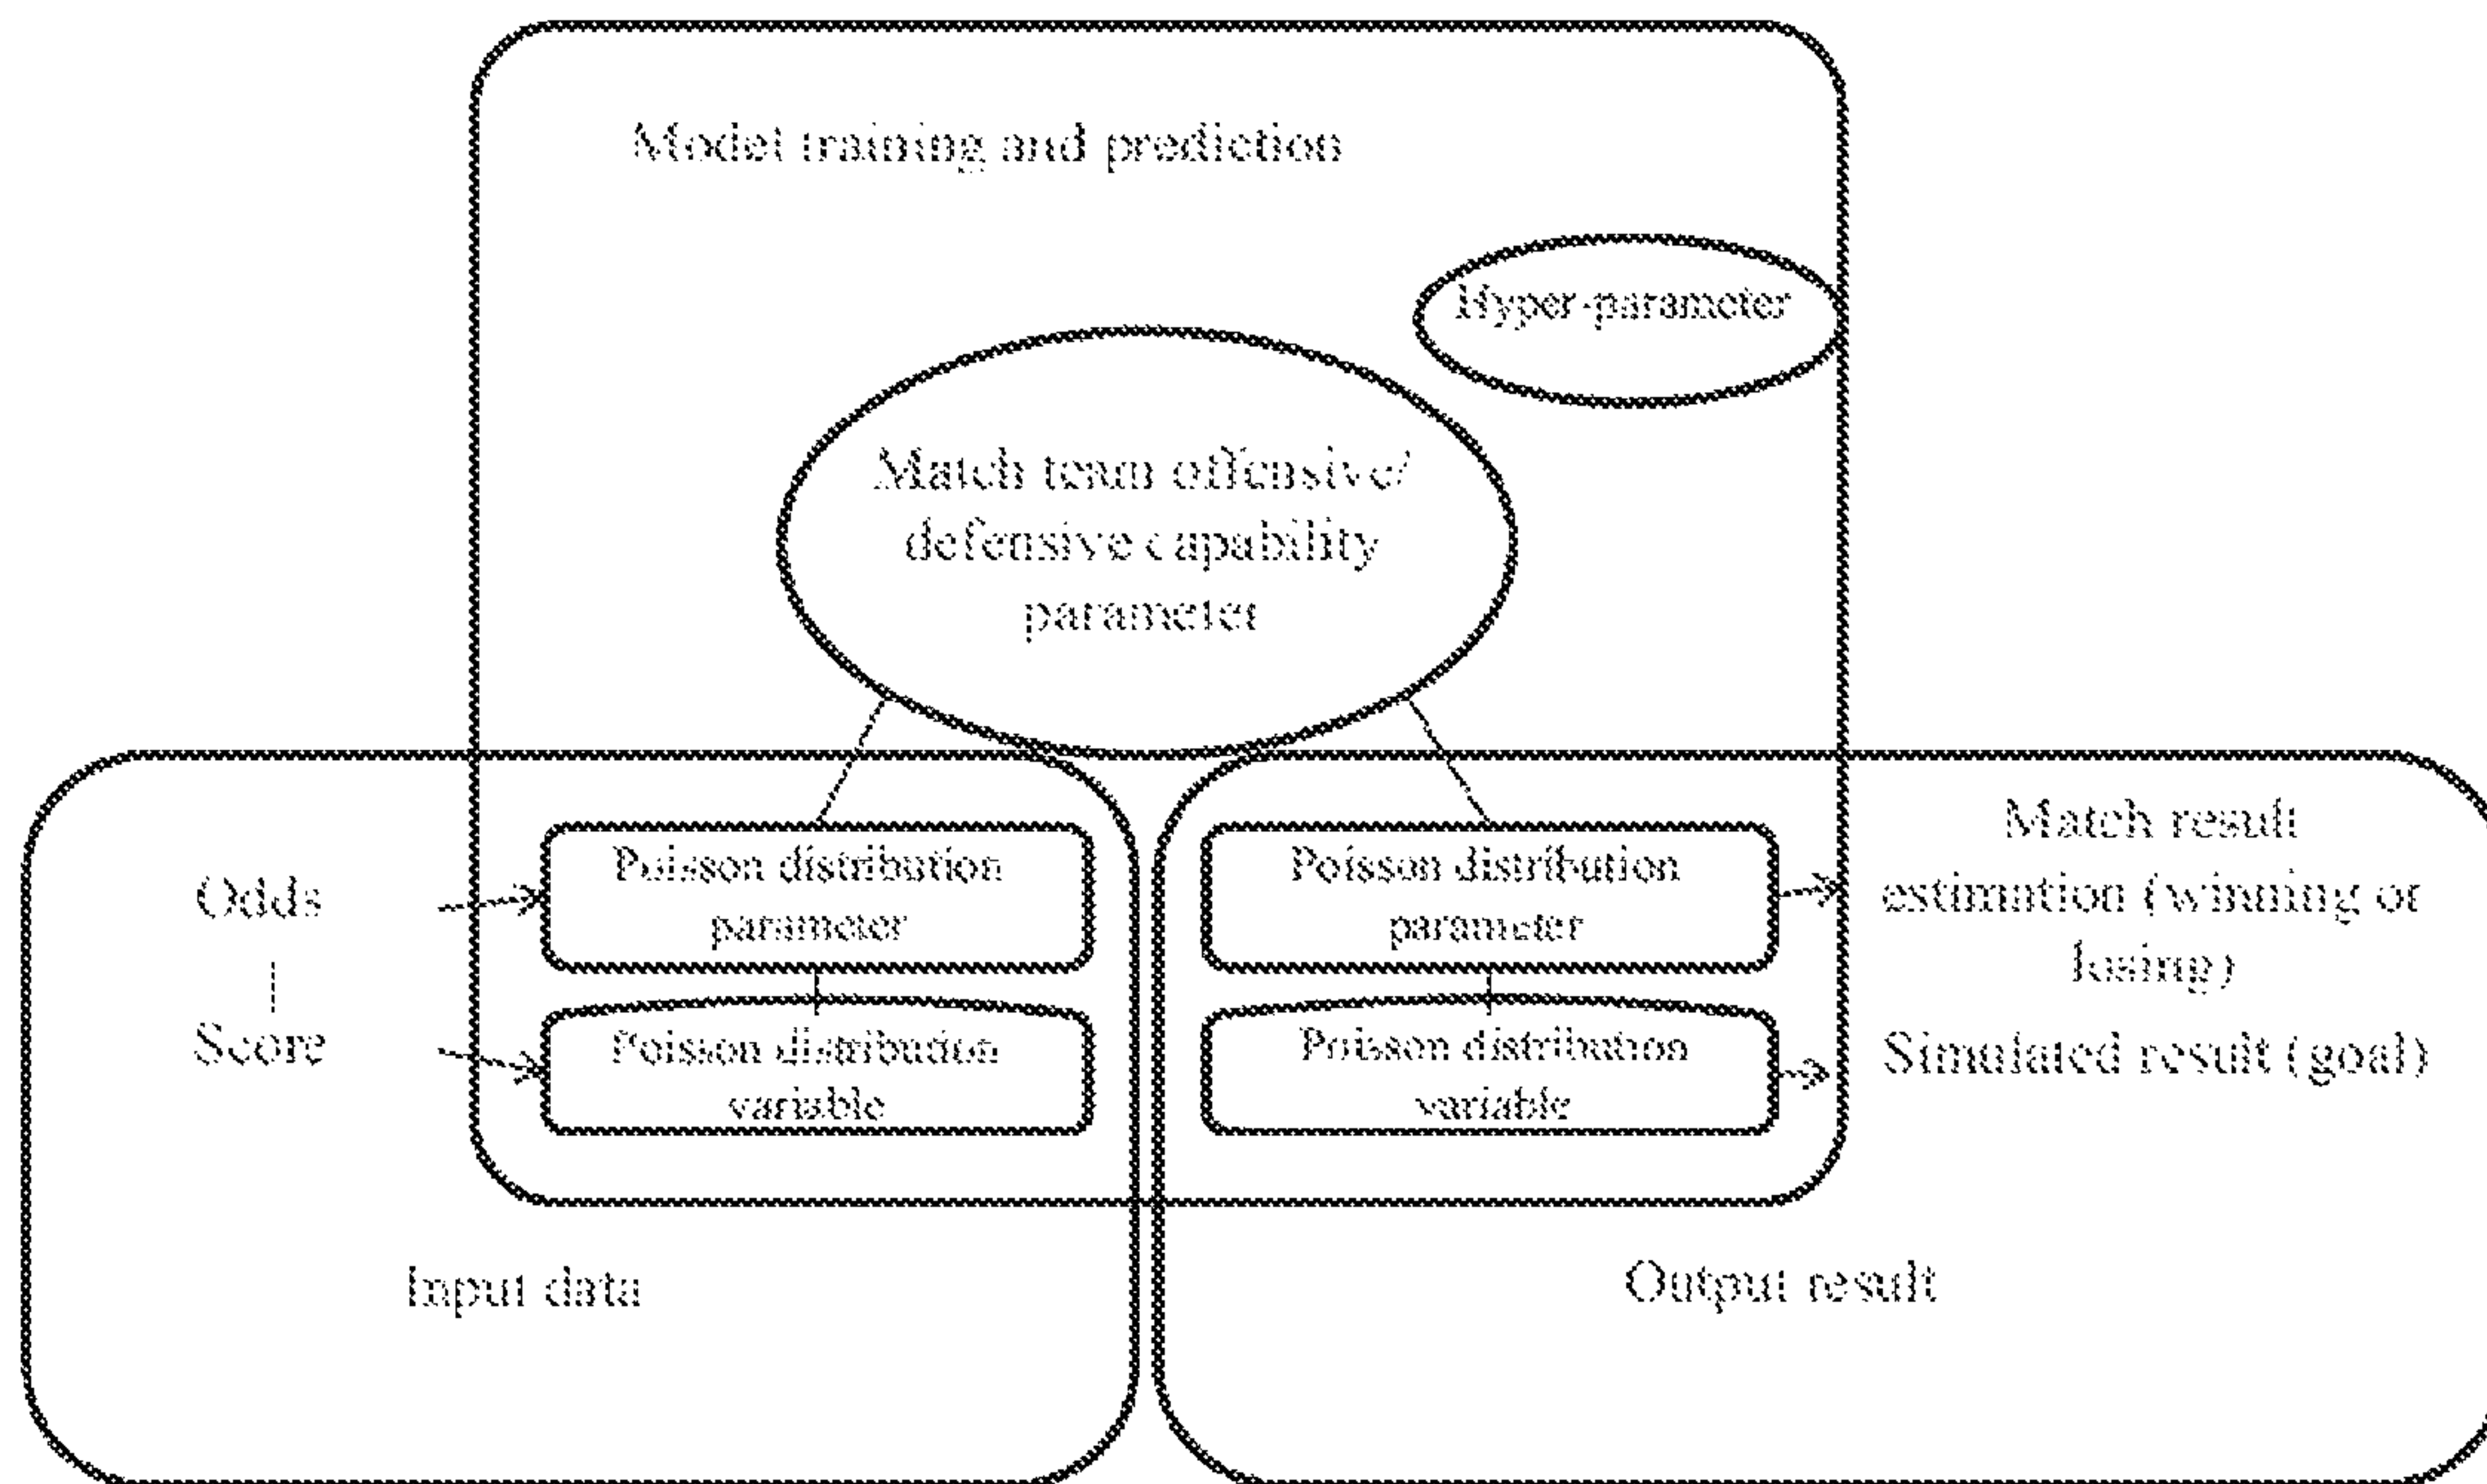 Model training and prediction
Hyper-parameter
Match team offensive/
defensive capability
parameter
Odds
Score
Poisson distribution
parameter
Poisson distribution
variable
Poisson distribution
parameter
Poisson distribution
variable
Match result
estimation (winning or
losing)
Simulated result (goal)
Input data
Output result